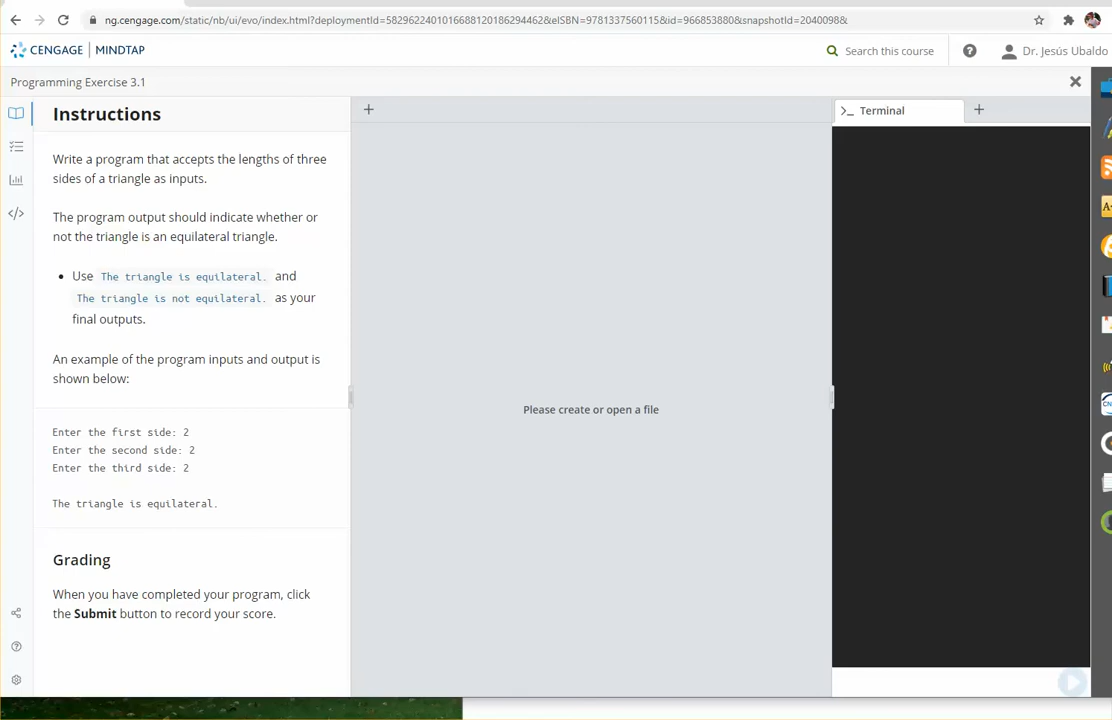 ng.cengage.com/static/nb/ui/evo/index.html?deploymentId=58296224010166881201862944​62&eISBN=9781337560115&id=966853880&snapshotId=2040098&
CENGAGE | MINDTAP
Search this course
Dr. Jesús Ubaldo
Programming Exercise 3.1
Instructions
Write a program that accepts the lengths of three
sides of a triangle as inputs.
The program output should indicate whether or
not the triangle is an equilateral triangle.
• Use The triangle is equilateral. and
The triangle is not equilateral. as your
final outputs.
An example of the program inputs and output is
shown below:
Enter the first side: 2
Enter the second side: 2
Enter the third side: 2
The triangle is equilateral.
Grading
When you have completed your program, click
the Submit button to record your score.
Please create or open a file
>_ Terminal